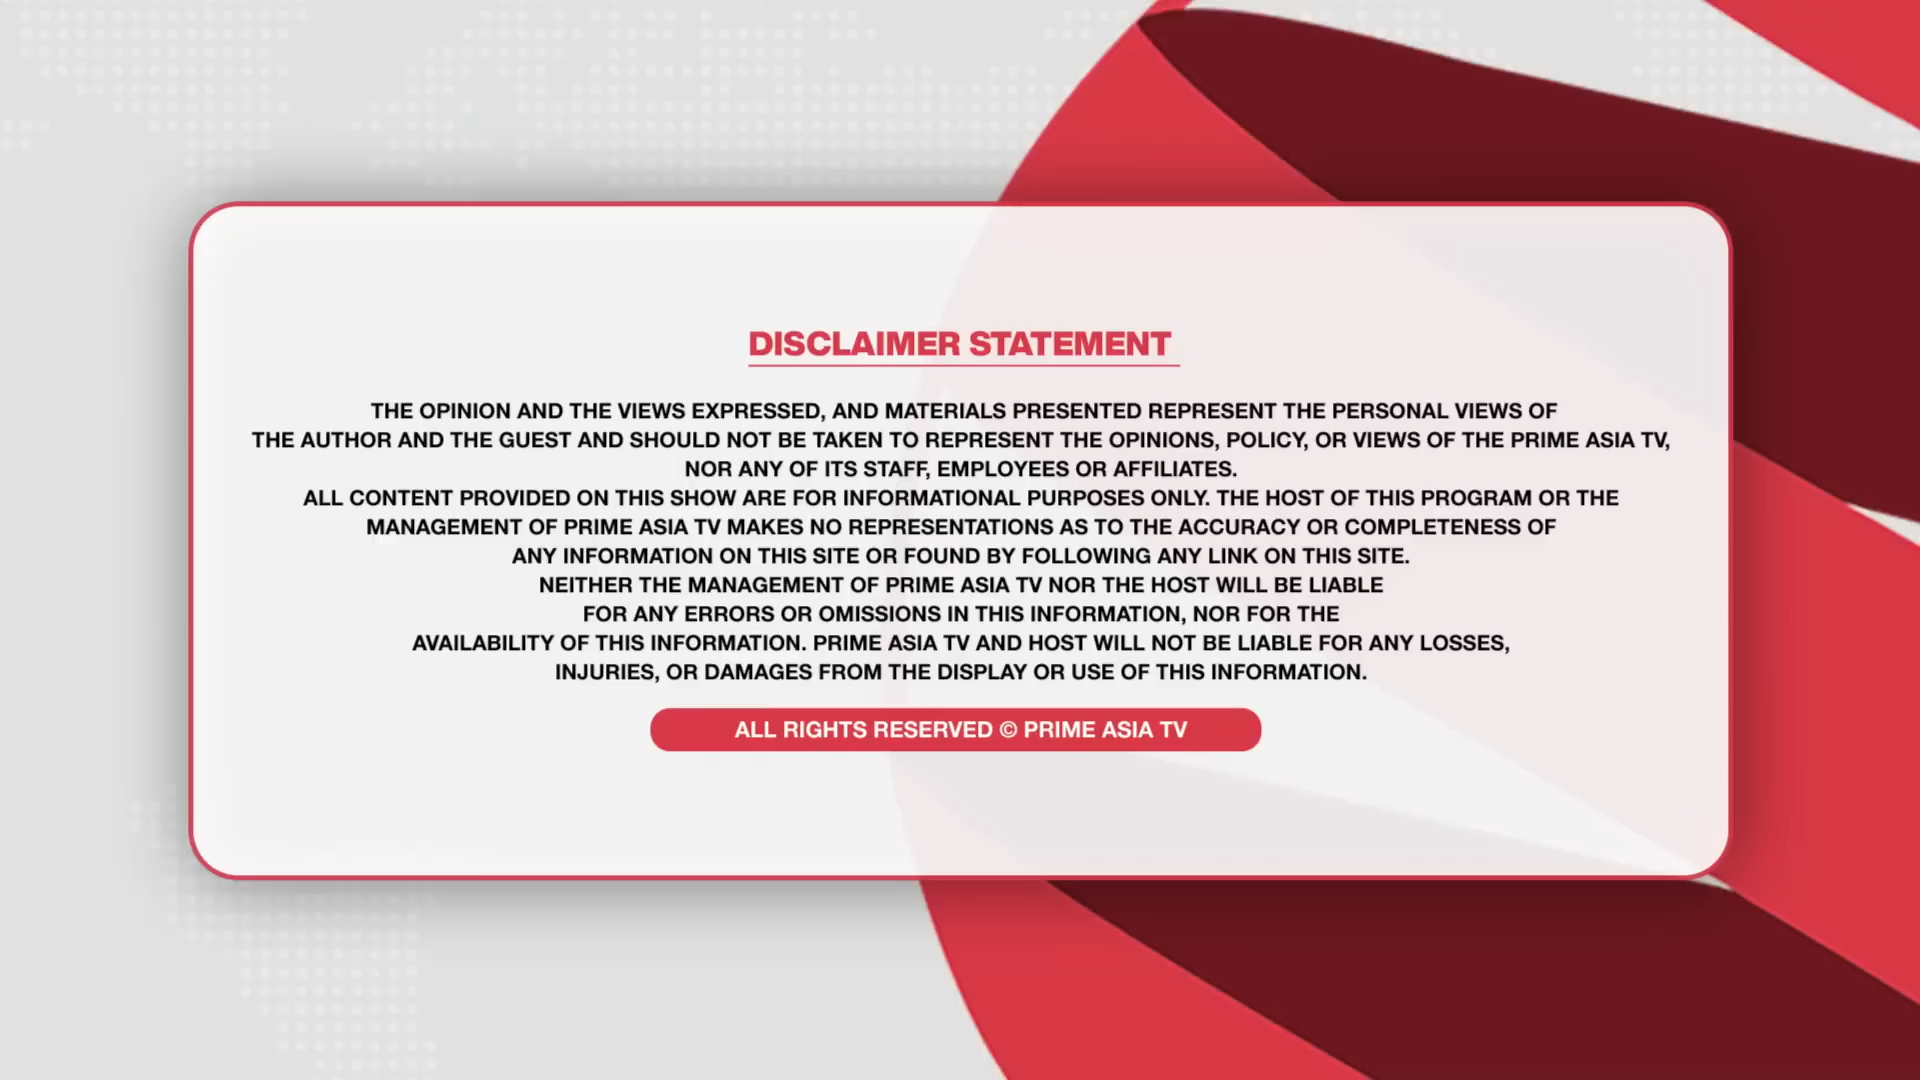 DISCLAIMER STATEMENT
THE OPINION AND THE VIEWS EXPRESSED, AND MATERIALS PRESENTED REPRESENT THE PERSONAL VIEWS OF
THE AUTHOR AND THE GUEST AND SHOULD NOT BE TAKEN TO REPRESENT THE OPINIONS, POLICY, OR VIEWS OF THE PRIME ASIA TV,
NOR ANY OF ITS STAFF, EMPLOYEES OR AFFILIATES.
ALL CONTENT PROVIDED ON THIS SHOW ARE FOR INFORMATIONAL PURPOSES ONLY. THE HOST OF THIS PROGRAM OR THE
MANAGEMENT OF PRIME ASIA TV MAKES NO REPRESENTATIONS AS TO THE ACCURACY OR COMPLETENESS OF
ANY INFORMATION ON THIS SITE OR FOUND BY FOLLOWING ANY LINK ON THIS SITE.
NEITHER THE MANAGEMENT OF PRIME ASIA TV NOR THE HOST WILL BE LIABLE
FOR ANY ERRORS OR OMISSIONS IN THIS INFORMATION, NOR FOR THE
AVAILABILITY OF THIS INFORMATION. PRIME ASIA TV AND HOST WILL NOT BE LIABLE FOR ANY LOSSES,
INJURIES, OR DAMAGES FROM THE DISPLAY OR USE OF THIS INFORMATION.
ALL RIGHTS RESERVED © PRIME ASIA TV